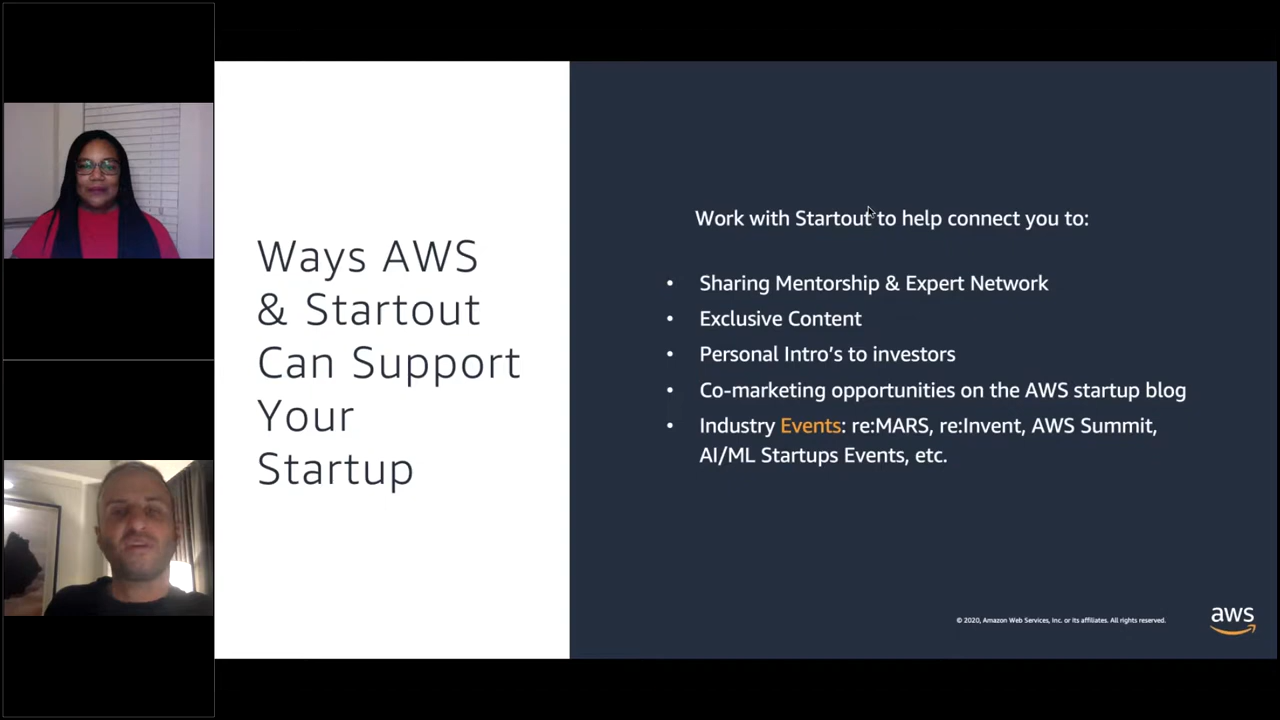 Ways AWS
& Startout
Can Support
Your
Startup
Work with Startout to help connect you to:
• Sharing Mentorship & Expert Network
• Exclusive Content
• Personal Intro's to investors
• Co-marketing opportunities on the AWS startup blog
• Industry Events: re:MARS, re:Invent, AWS Summit,
AI/ML Startups Events, etc.
© 2020, Amazon Web Services, Inc. or its affiliates. All rights reserved.
aws